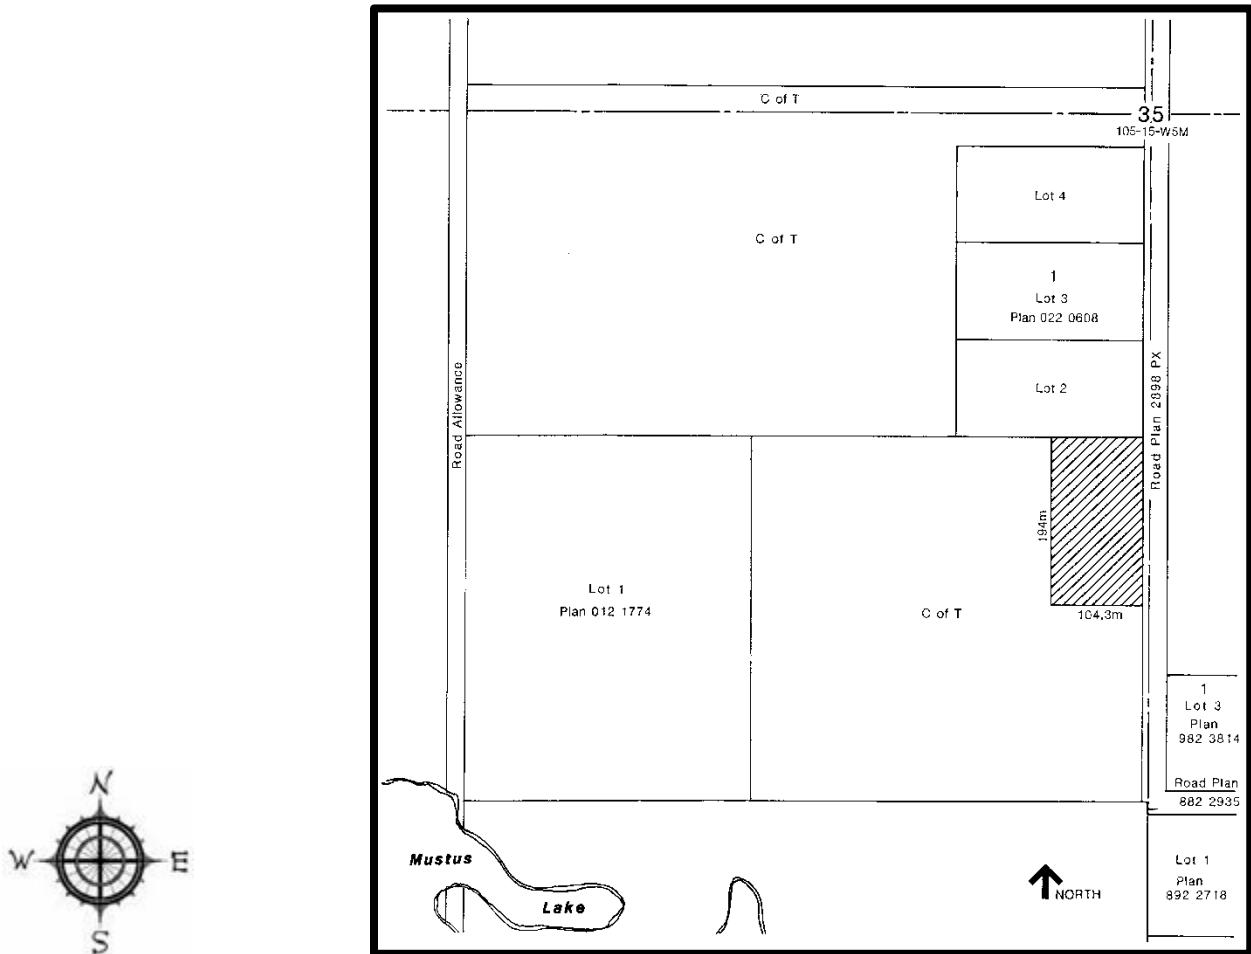 C of T
35
105-15-W5M
Lot 4
C of T
1
Lot 3
Plan 022 0608
Lot 2
Road Allowance
Road Plan 2898 PX
194m
104.3m
Lot 1
Plan 012 1774
C of T
1
Lot 3
Plan
982 3814
Road Plan
882 2935
Lot 1
Plan
892 2718
Mustus
Lake
NORTH
N
W
E
S